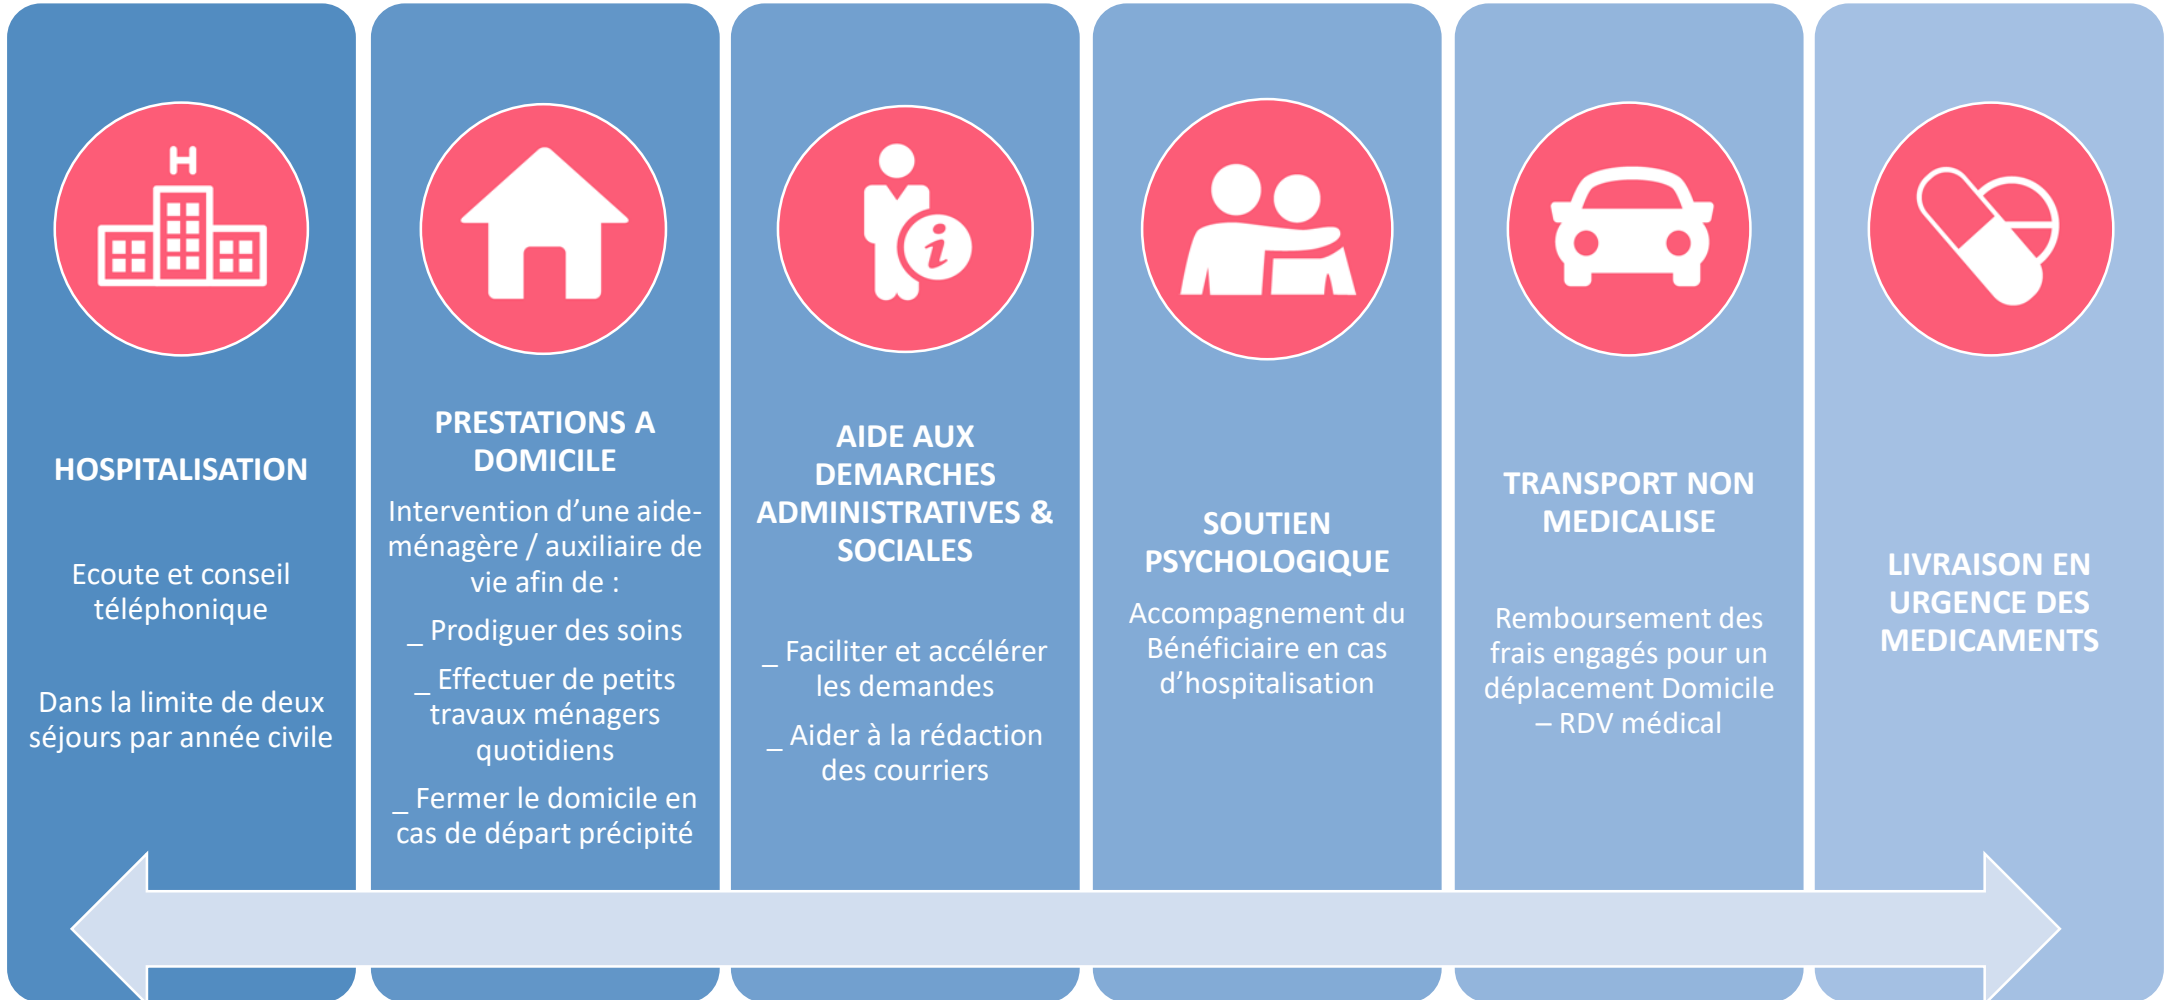 H
HOSPITALISATION
Ecoute et conseil
téléphonique
Dans la limite de deux
séjours par année civile
PRESTATIONS A
DOMICILE
Intervention d’une aide-
ménagère / auxiliaire de
vie afin de :
_ Prodiguer des soins
_ Effectuer de petits
travaux ménagers
quotidiens
_ Fermer le domicile en
cas de départ précipité
i
AIDE AUX
DEMARCHES
ADMINISTRATIVES &
SOCIALES
_ Faciliter et accélérer
les demandes
_ Aider à la rédaction
des courriers
SOUTIEN
PSYCHOLOGIQUE
Accompagnement du
Bénéficiaire en cas
d’hospitalisation
TRANSPORT NON
MEDICALISE
Remboursement des
frais engagés pour un
déplacement Domicile
– RDV médical
LIVRAISON EN
URGENCE DES
MEDICAMENTS